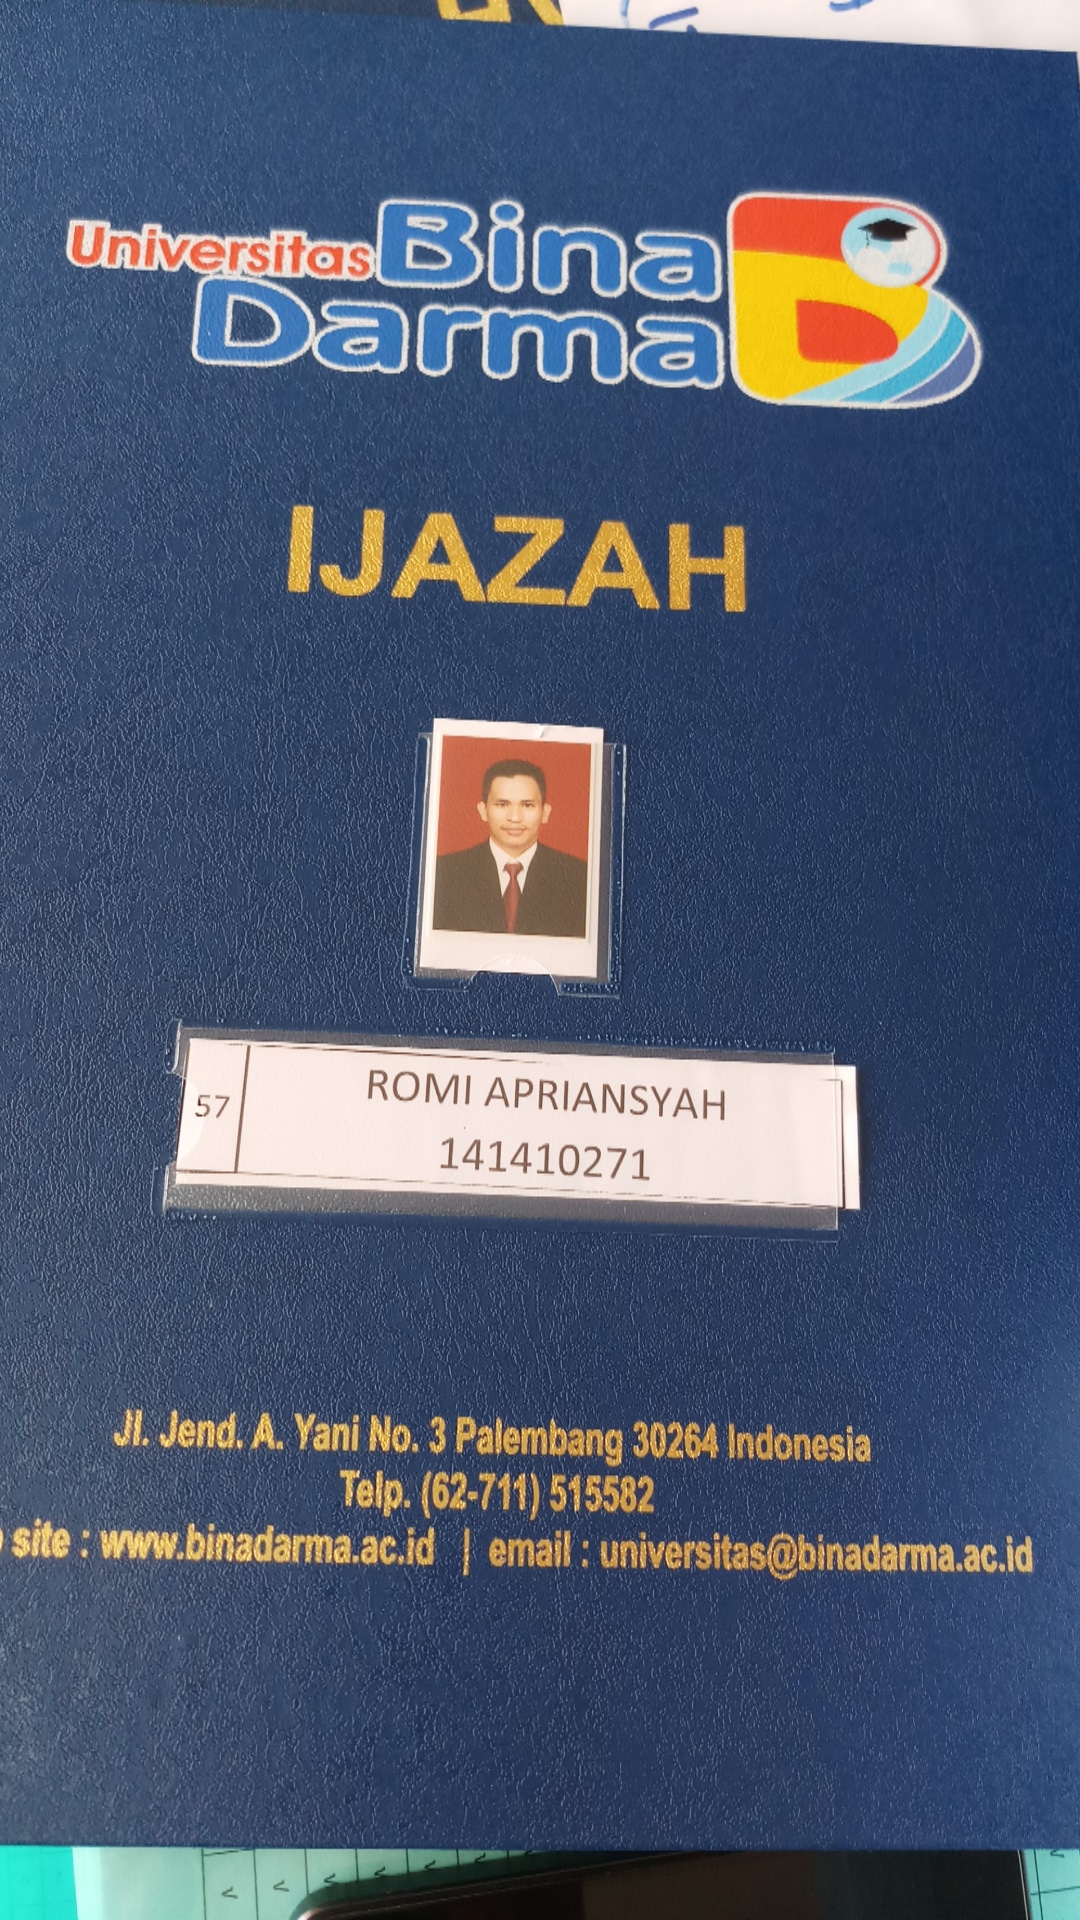 Universitas Bina
Darma
IJAZAH
57
ROMI APRIANSYAH
141410271
Jl. Jend. A. Yani No. 3 Palembang 30264 Indonesia
Telp. (62-711) 515582
site : www.binadarma.ac.id | email : universitas@binadarma.ac.id